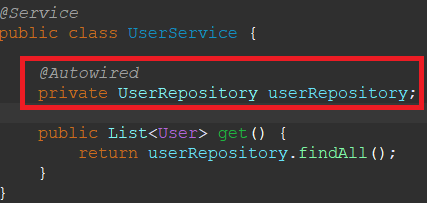 @Service
public class UserService {
@Autowired
private UserRepository userRepository;
public List<User> get() {
return userRepository.findAll();
}
}